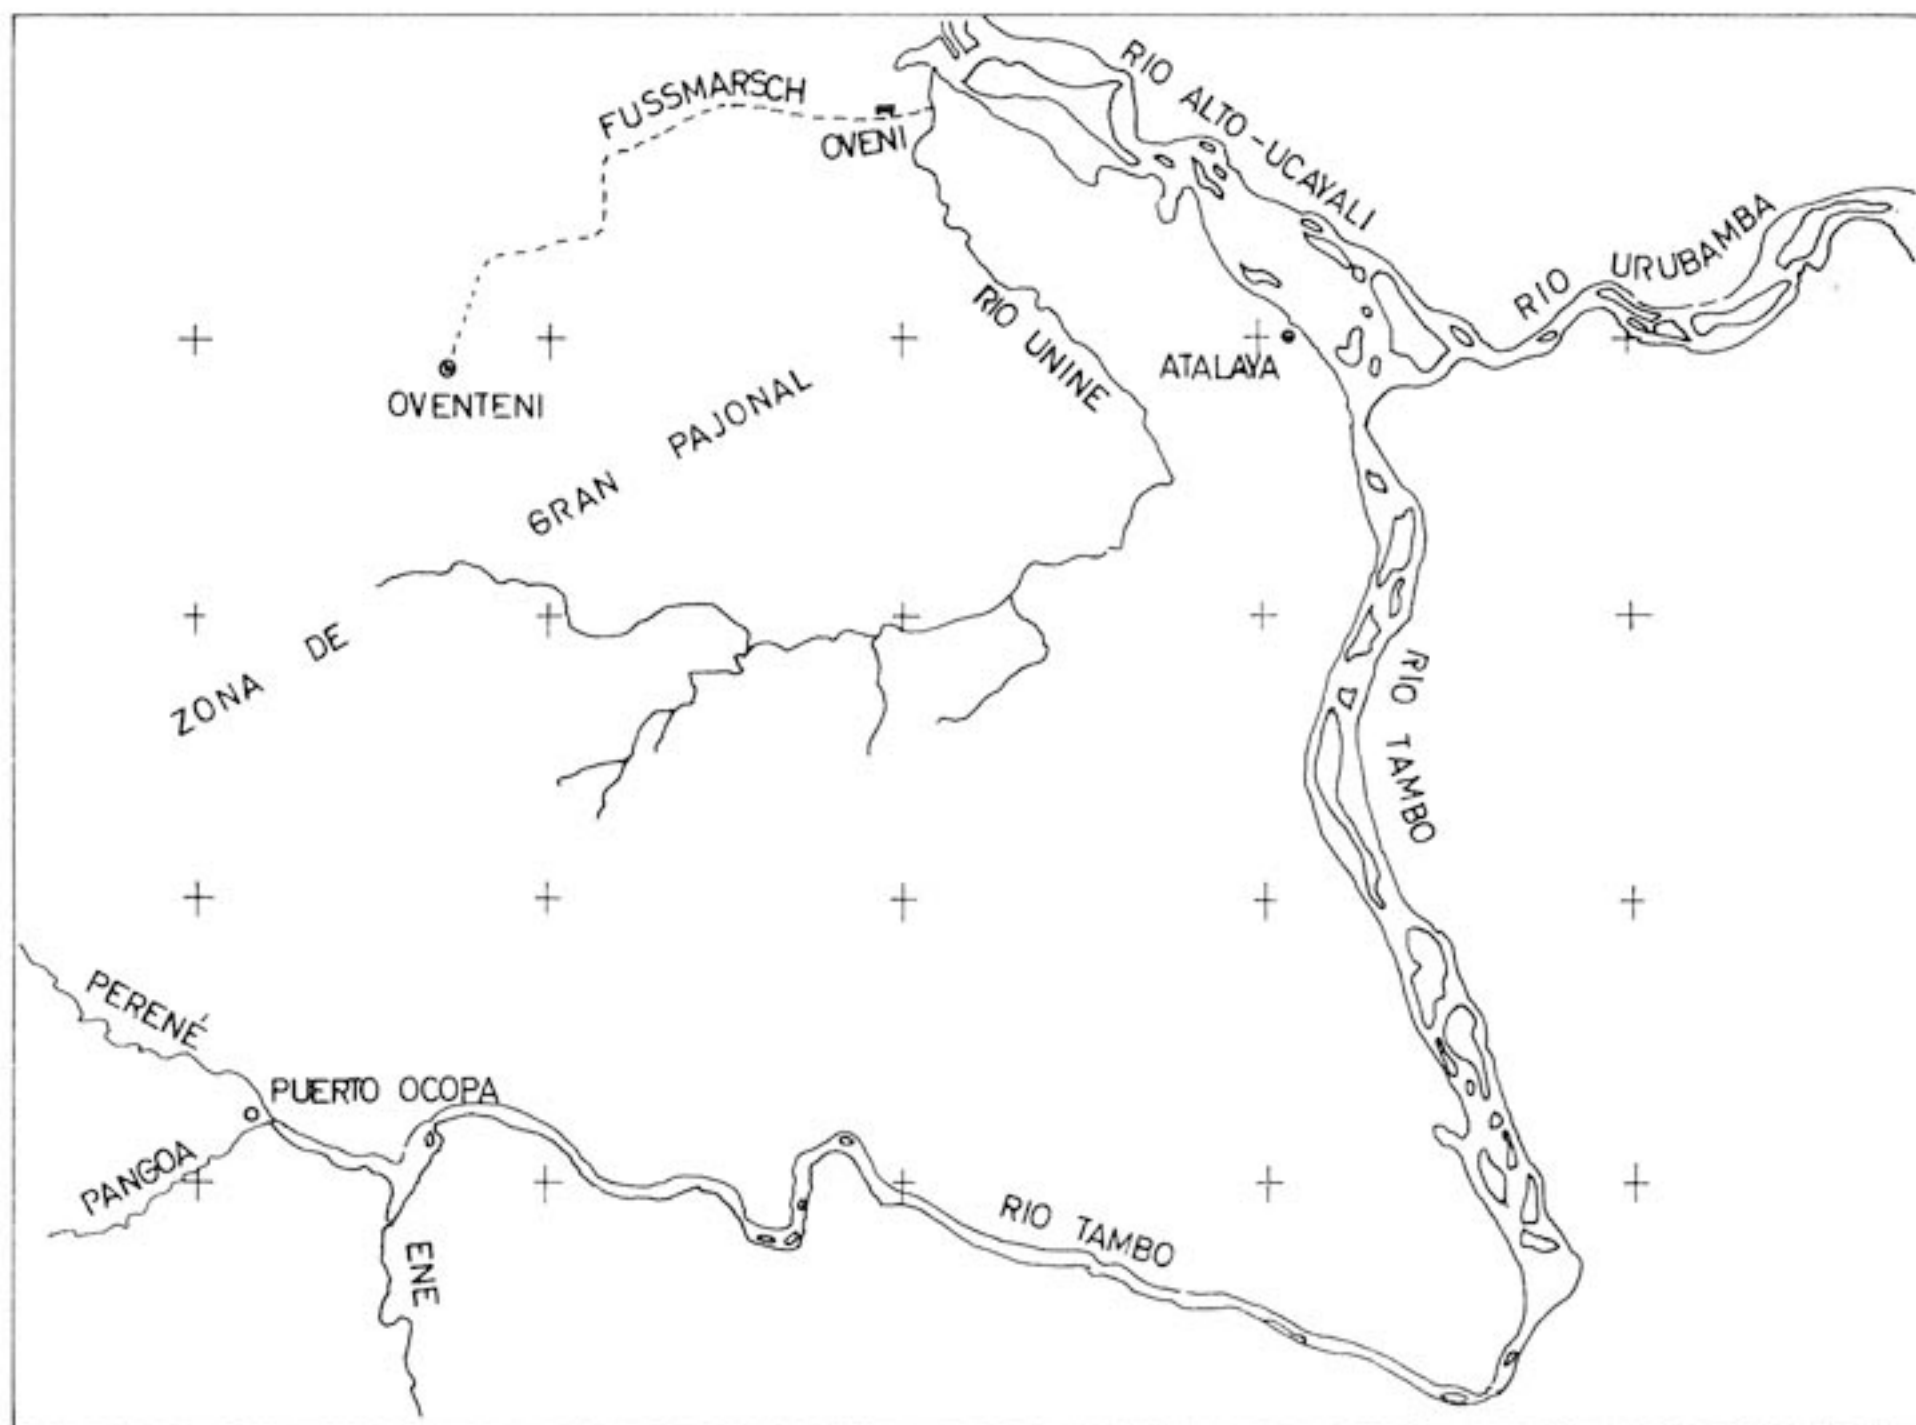 FUSSMARSCH
OVENI
RIO ALTO-UCAYALI
RIO URUBAMBA
RIO UNINE
ATALAYA
OVENTENI
ZONA DE GRAN PAJONAL
RIO TAMBO
PERENÉ
PUERTO OCOPA
PANGOA
ENE
RIO TAMBO